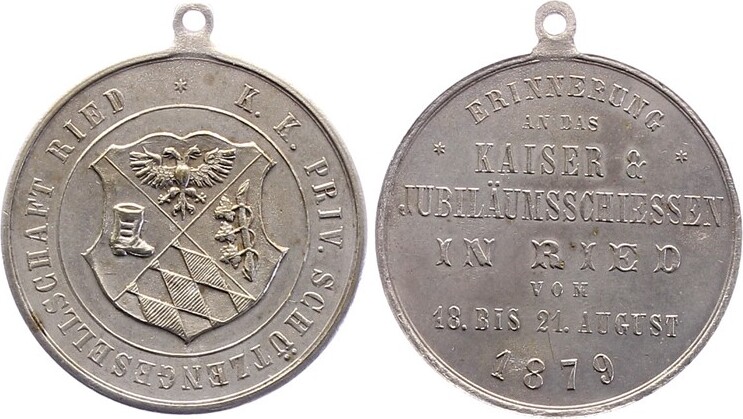 * K. K. PRIV. SCHÜTZENGESELLSCHAFT RIED
ERINNERUNG
AN DAS
* KAISER & *
JUBILÄUMSSCHIESSEN
IN RIED
VOM
18. BIS 21. AUGUST
1879